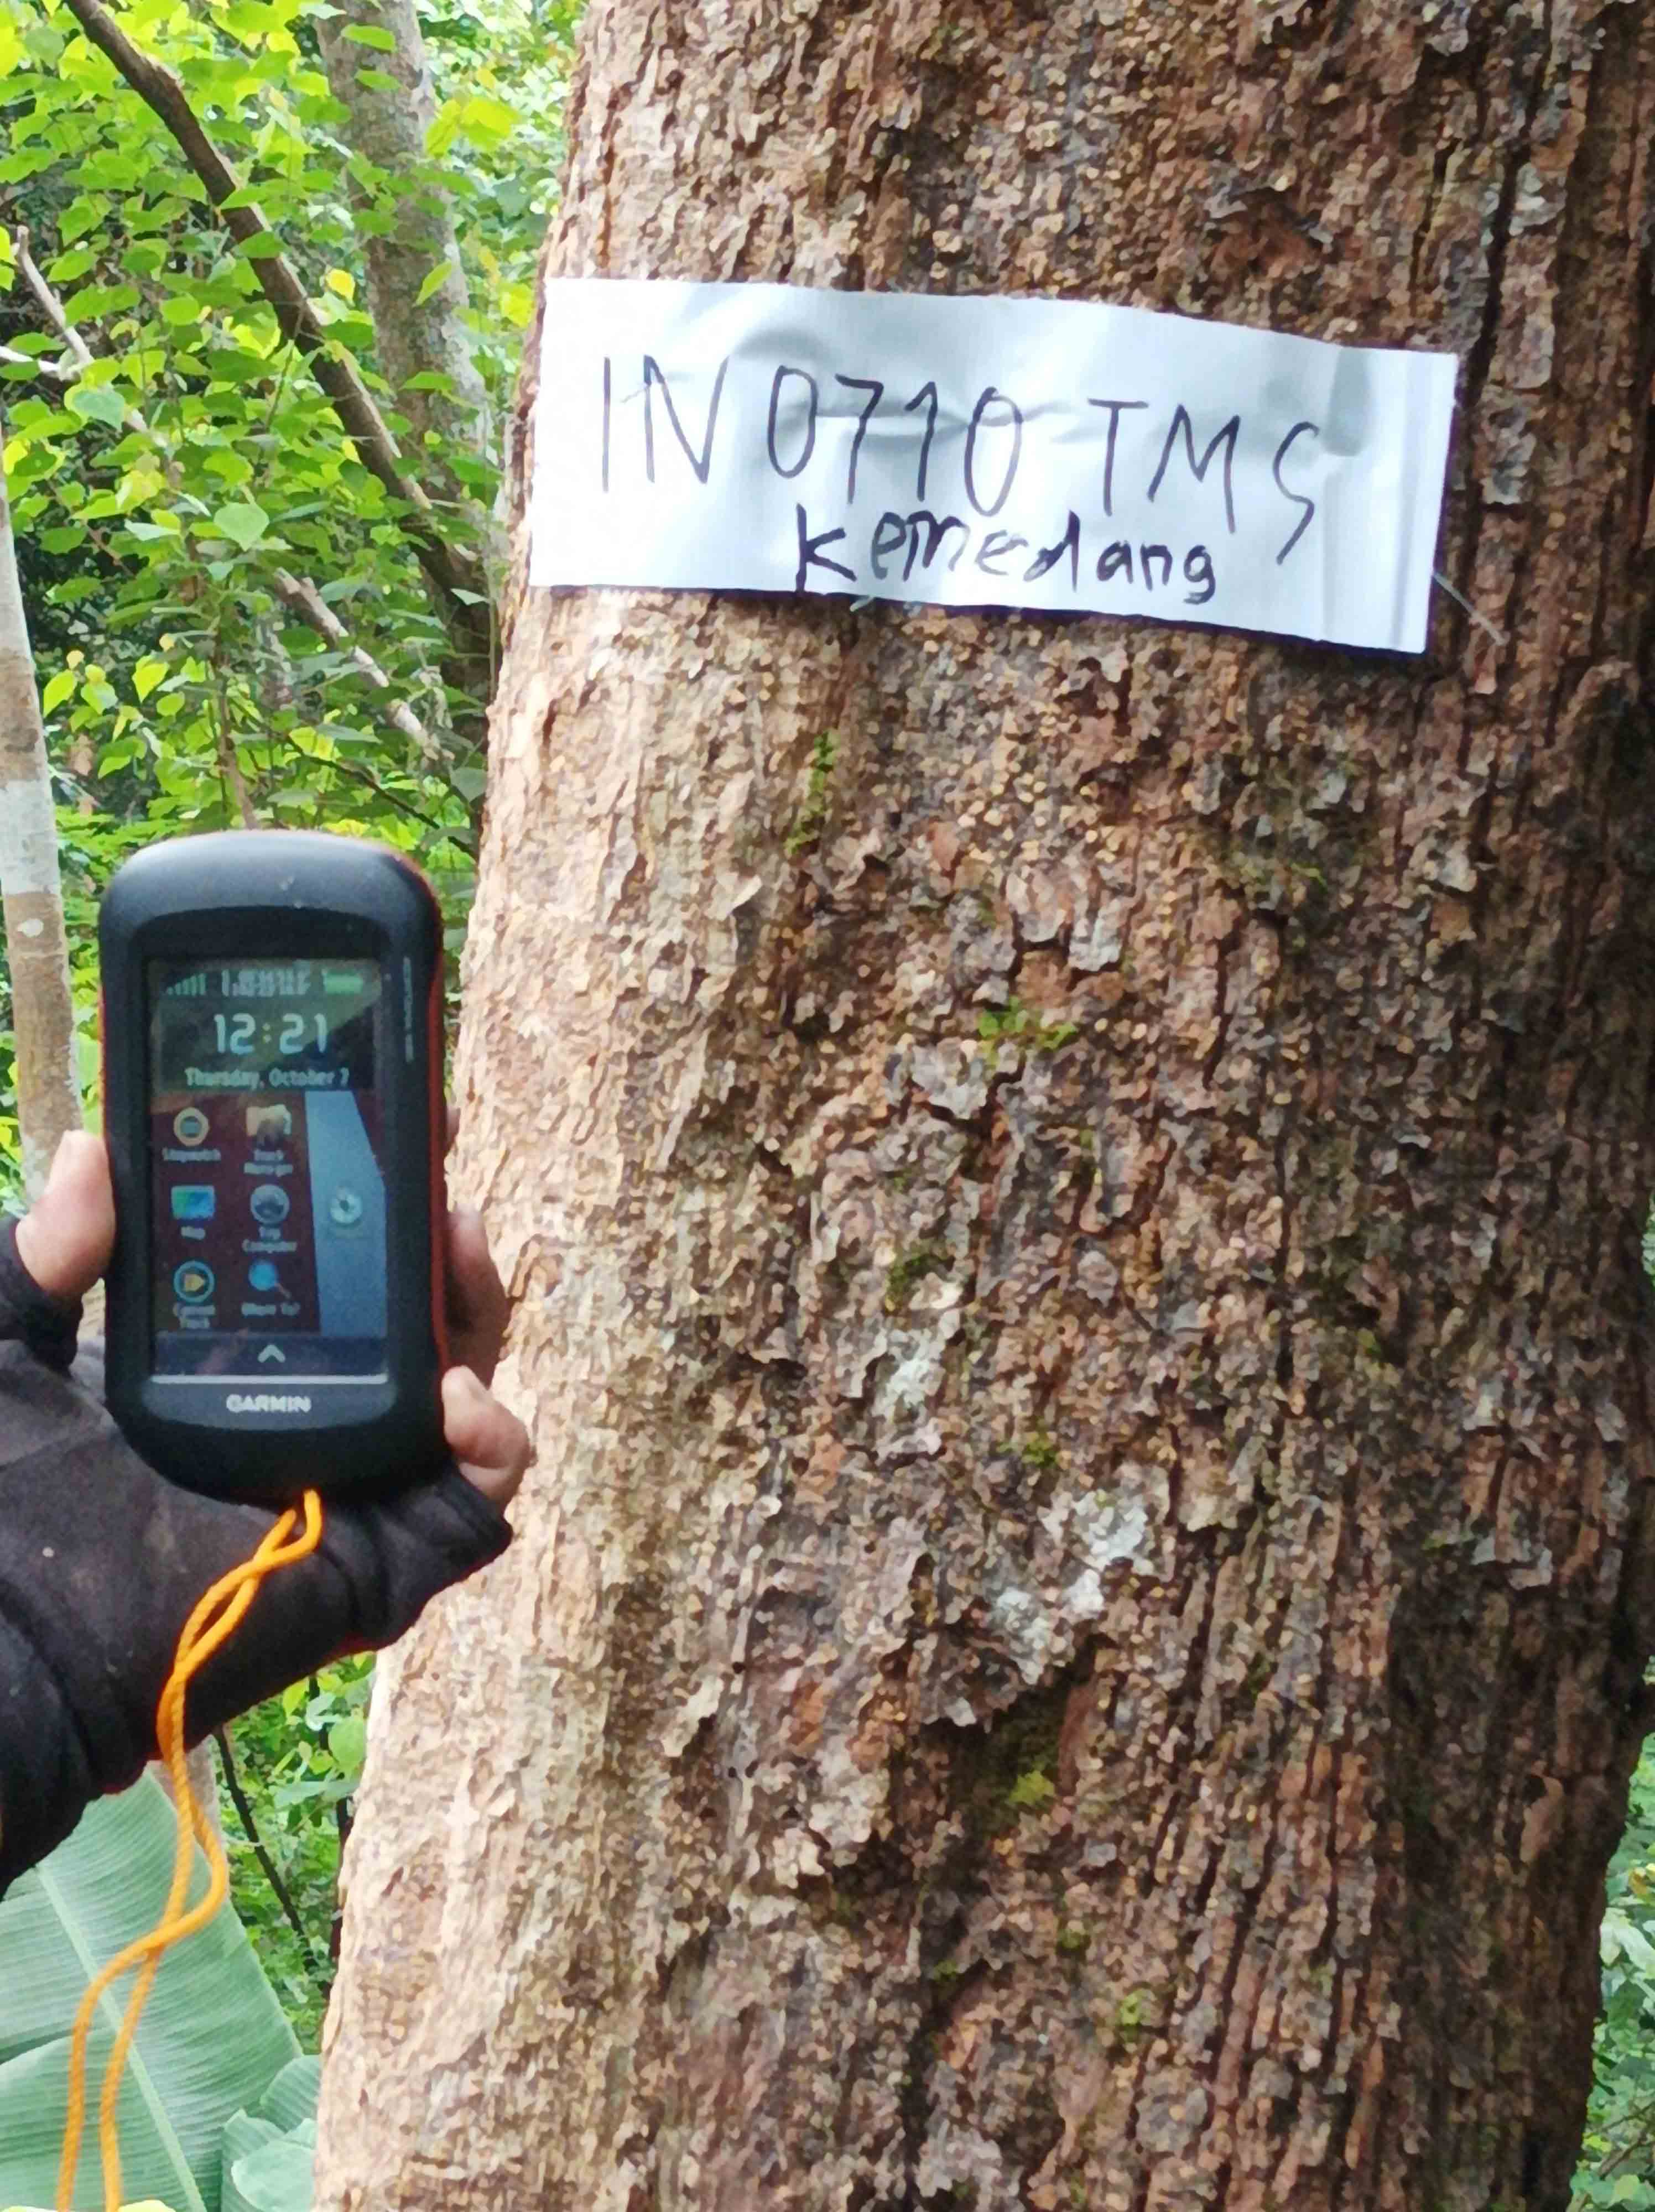 IN 0710 TMS
Kemedang
12:21
Thursday, October 7
Stopwatch
Track Manager
Map
Trip Computer
Current Track
Where To?
GARMIN